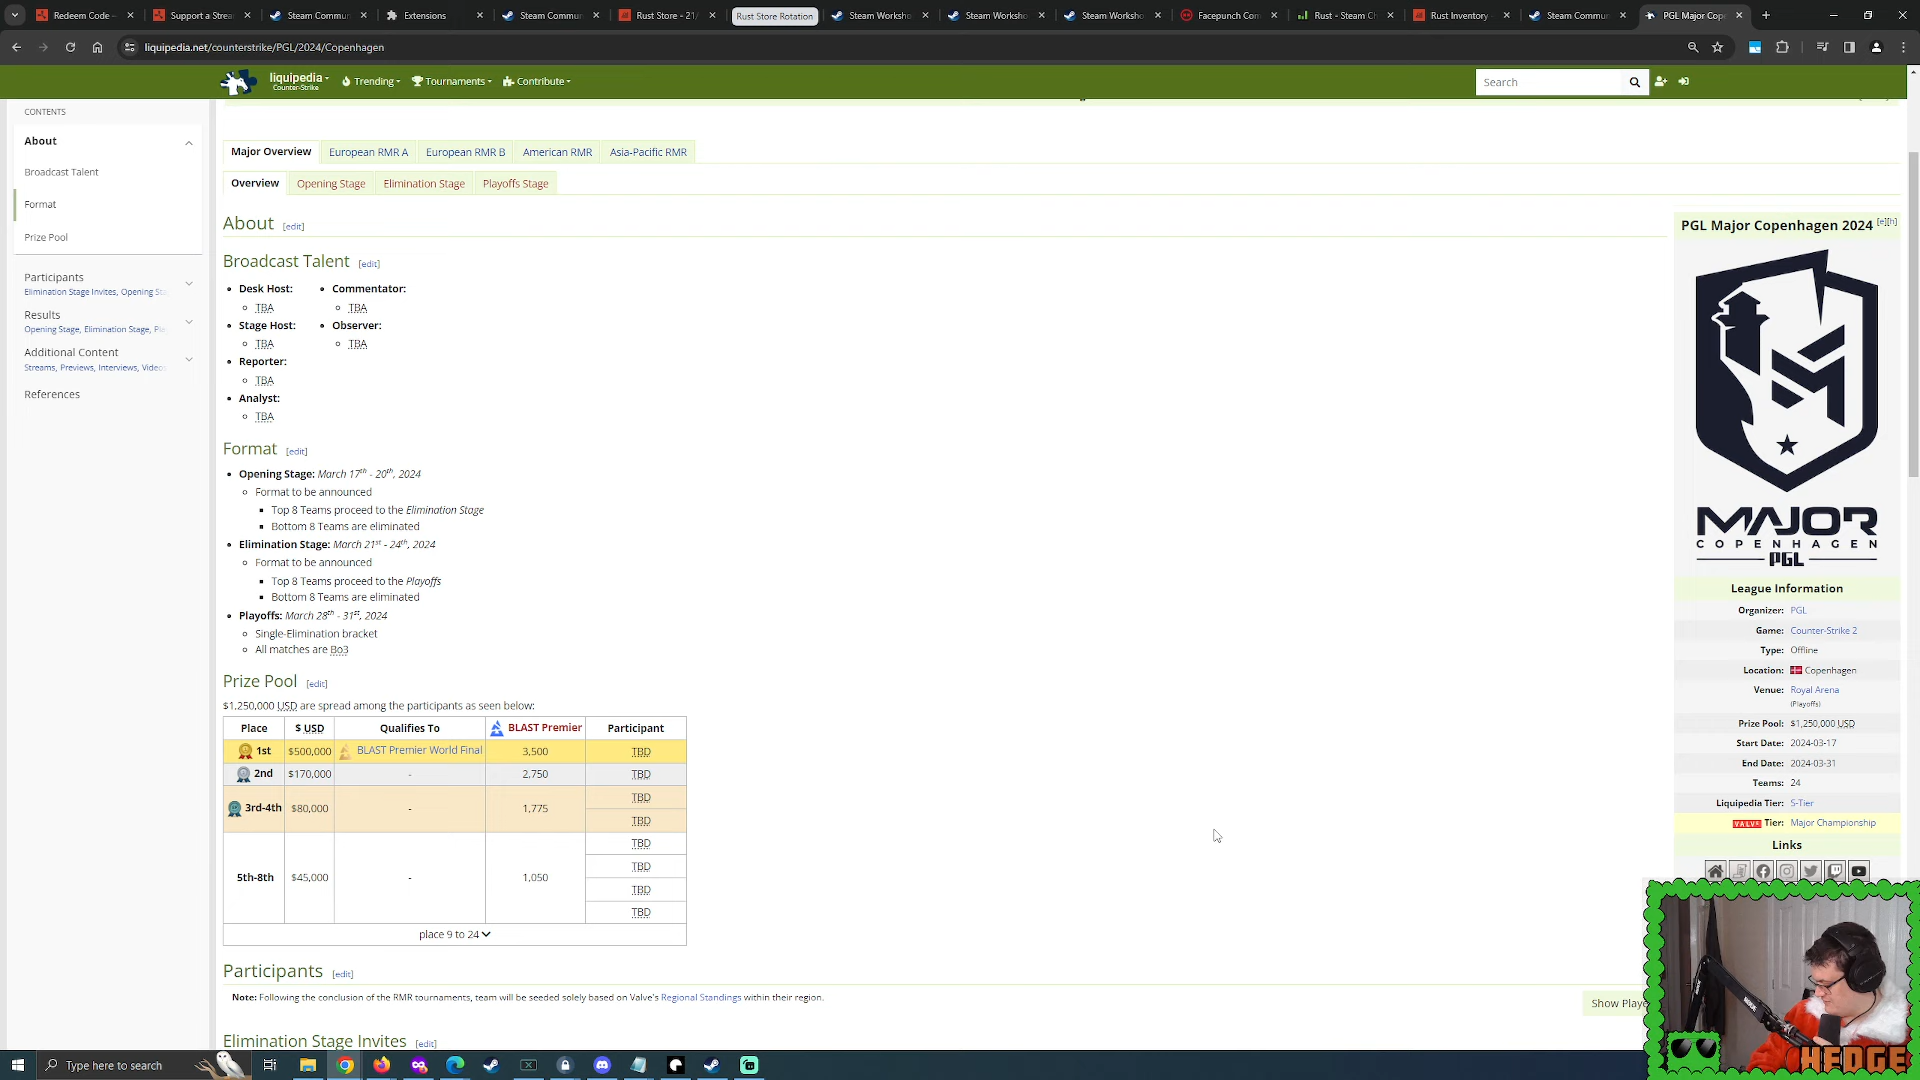 Redeem Code -
Support a Strea
Steam Commun
Extensions
Steam Commun
Rust Store - 21/
Rust Store Rotation
Steam Worksho
Steam Worksho
Steam Worksho
Facepunch Com
Rust - Steam Ch
Rust Inventory -
Steam Commun
PGL Major Cope
liquipedia.net/counterstrike/PGL/2024/Copenhagen
liquipedia
Counter-Strike
Trending
Tournaments
Contribute
Search
CONTENTS
About
Broadcast Talent
Format
Prize Pool
Participants
Elimination Stage Invites, Opening Sta
Results
Opening Stage, Elimination Stage, Pl
Additional Content
Streams, Previews, Interviews, Videos
References
Major Overview
European RMR A
European RMR B
American RMR
Asia-Pacific RMR
Overview
Opening Stage
Elimination Stage
Playoffs Stage
About [edit]
Broadcast Talent [edit]
Desk Host:
TBA
Stage Host:
TBA
Reporter:
TBA
Analyst:
TBA
Commentator:
TBA
Observer:
TBA
Format [edit]
Opening Stage: March 17th - 20th, 2024
Format to be announced
Top 8 Teams proceed to the Elimination Stage
Bottom 8 Teams are eliminated
Elimination Stage: March 21st - 24th, 2024
Format to be announced
Top 8 Teams proceed to the Playoffs
Bottom 8 Teams are eliminated
Playoffs: March 28th - 31st, 2024
Single-Elimination bracket
All matches are Bo3
Prize Pool [edit]
$1,250,000 USD are spread among the participants as seen below:
Place $ USD Qualifies To BLAST Premier Participant
1st $500,000 BLAST Premier World Final 3,500 TBD
2nd $170,000 - 2,750 TBD
3rd-4th $80,000 - 1,775 TBD
TBD
5th-8th $45,000 - 1,050 TBD
TBD
TBD
TBD
place 9 to 24
Participants [edit]
Note: Following the conclusion of the RMR tournaments, team will be seeded solely based on Valve's Regional Standings within their region.
Show Playe
Elimination Stage Invites [edit]
PGL Major Copenhagen 2024 [e][h]
MAJOR
COPENHAGEN
PGL
League Information
Organizer: PGL
Game: Counter-Strike 2
Type: Offline
Location: Copenhagen
Venue: Royal Arena
(Playoffs)
Prize Pool: $1,250,000 USD
Start Date: 2024-03-17
End Date: 2024-03-31
Teams: 24
Liquipedia Tier: S-Tier
VALVE Tier: Major Championship
Links
HEDGE
Type here to search